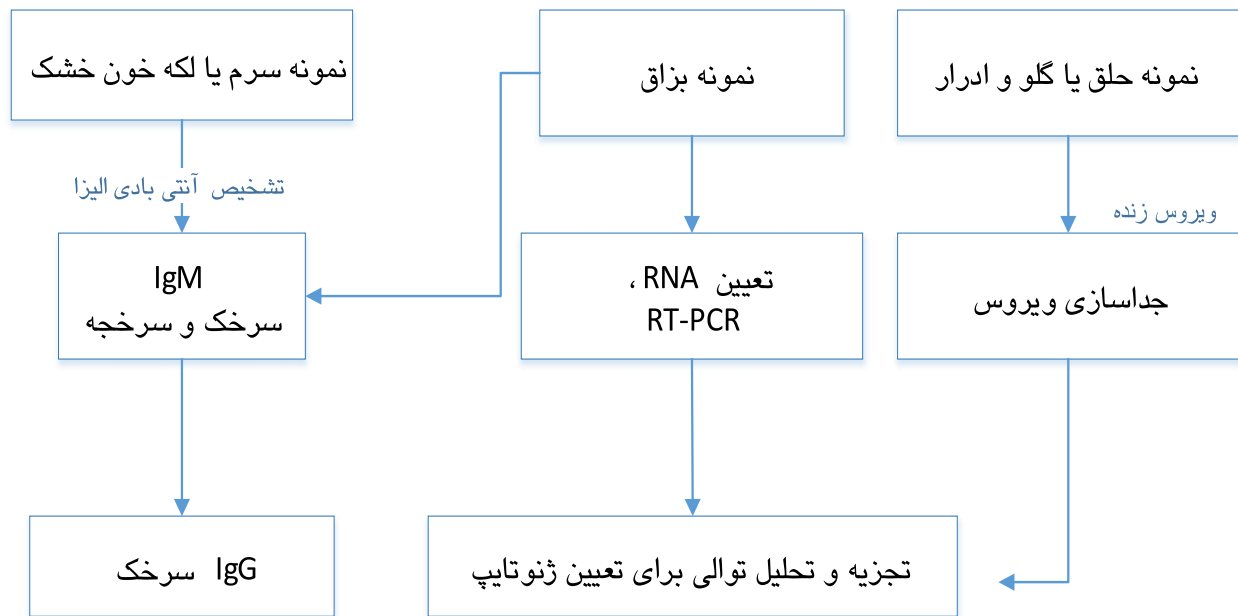 نمونه حلق یا گلو و ادرار
نمونه بزاق
نمونه سرم یا لکه خون خشک
تشخیص آنتی بادی الیزا
ویروس زنده
جداسازی ویروس
تعیین RNA ،
RT-PCR
IgM
سرخک و سرخجه
تجزیه و تحلیل توالی برای تعیین ژنوتایپ
IgG سرخک